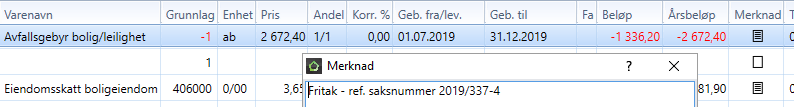 Varenavn Grunnlag Enhet Pris Andel Korr. % Geb. fra/lev. Geb. til Fa Beløp Årsbeløp Merknad
Avfallsgebyr bolig/leilighet -1 ab 2 672,40 1/1 0,00 01.07.2019 31.12.2019 -1 336,20 -2 672,40
1
Merknad ?
Eiendomsskatt boligeiendom 406000 0/00 3,65 Fritak - ref. saksnummer 2019/337-4 81,90